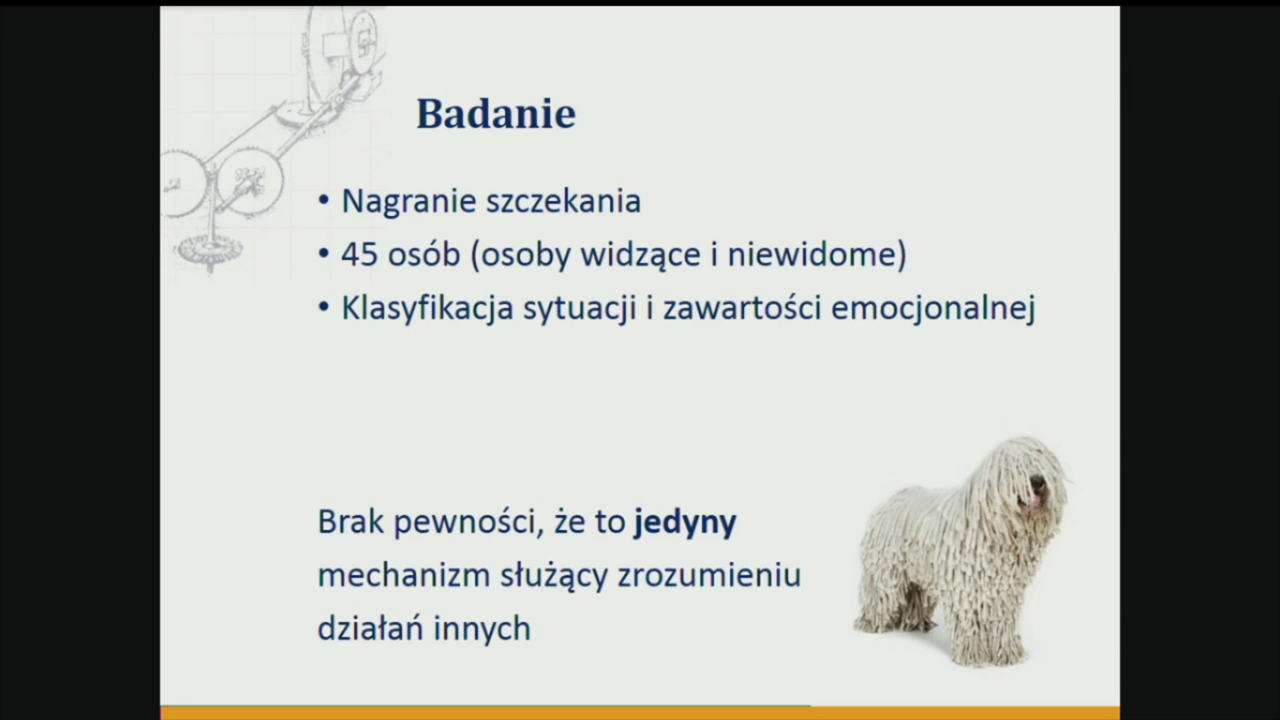 Badanie
• Nagranie szczekania
• 45 osób (osoby widzące i niewidome)
• Klasyfikacja sytuacji i zawartości emocjonalnej
Brak pewności, że to jedyny
mechanizm służący zrozumieniu
działań innych